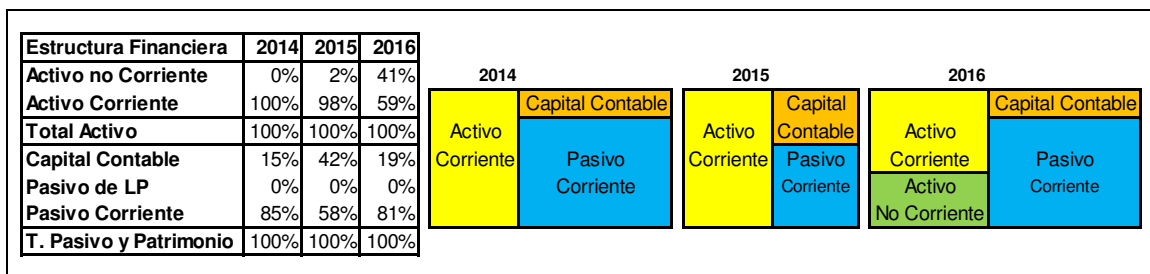 Estructura Financiera 2014 2015 2016
Activo no Corriente 0% 2% 41%
Activo Corriente 100% 98% 59%
Total Activo 100% 100% 100%
Capital Contable 15% 42% 19%
Pasivo de LP 0% 0% 0%
Pasivo Corriente 85% 58% 81%
T. Pasivo y Patrimonio 100% 100% 100%
2014
Activo
Corriente
Capital Contable
Pasivo
Corriente
2015
Activo
Corriente
Capital
Contable
Pasivo
Corriente
2016
Activo
Corriente
Activo
No Corriente
Capital Contable
Pasivo
Corriente